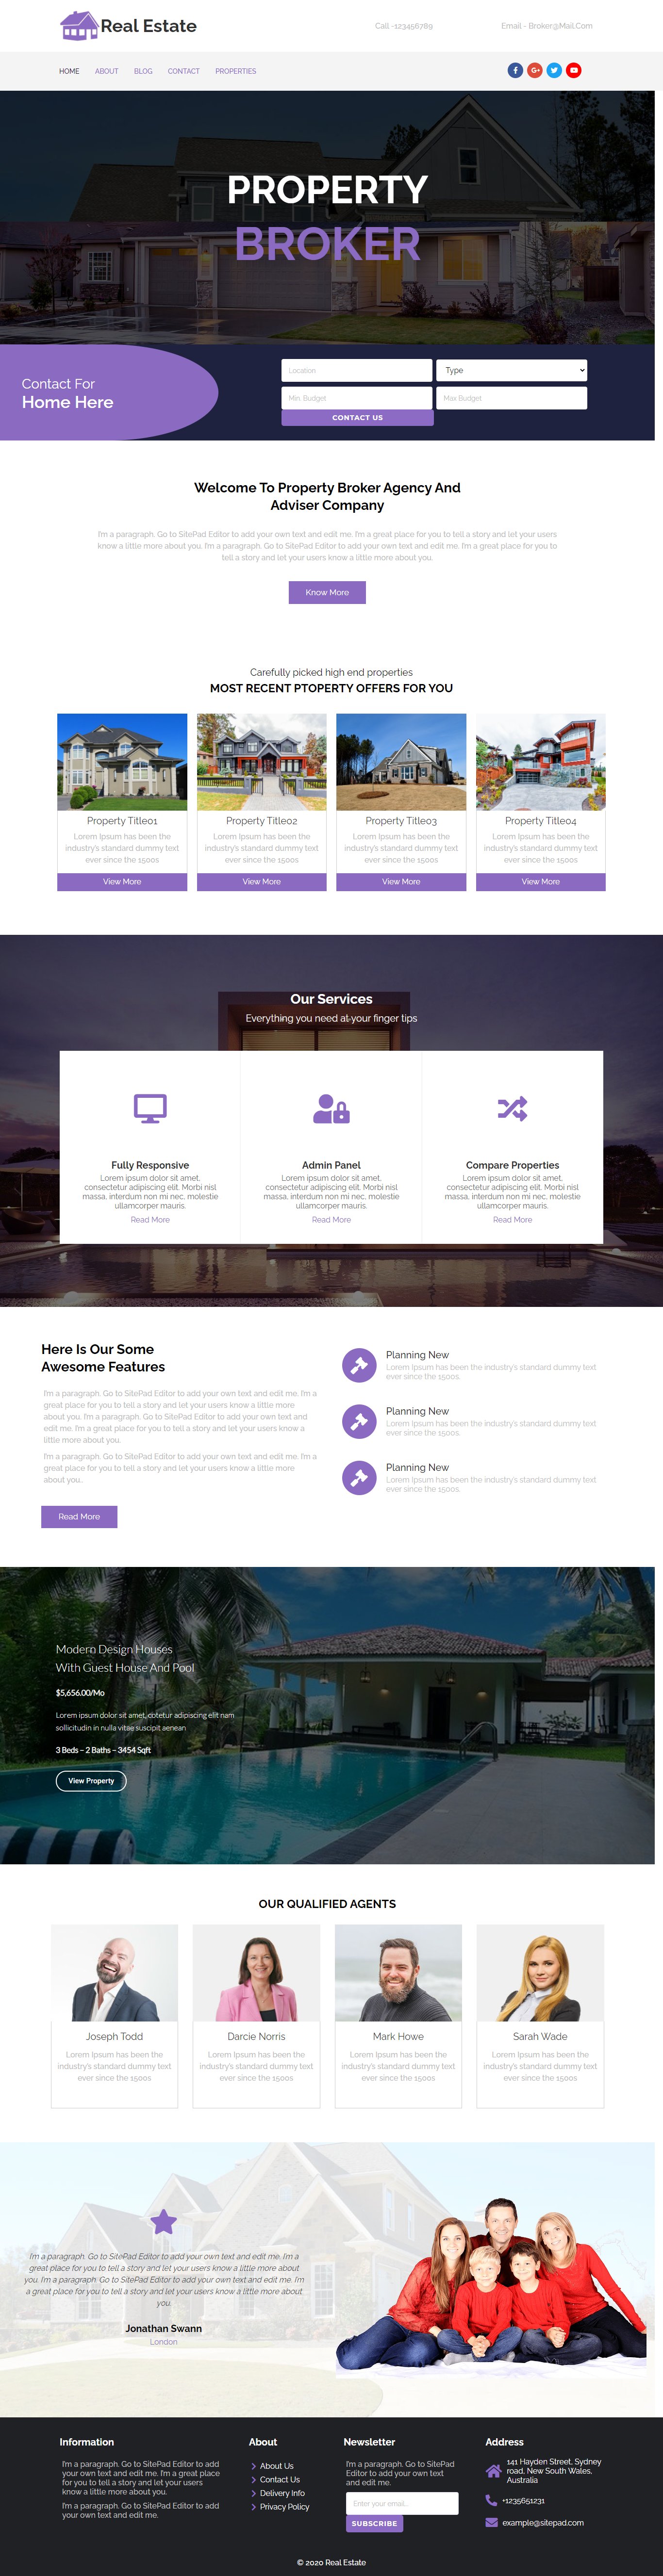 Real Estate
Call -123456789
Email - Broker@Mail.Com
HOME
ABOUT
BLOG
CONTACT
PROPERTIES
PROPERTY
BROKER
Contact For
Home Here
Location
Type
Min. Budget
Max Budget
CONTACT US
Welcome To Property Broker Agency And
Adviser Company
I'm a paragraph. Go to SitePad Editor to add your own text and edit me. I'm a great place for you to tell a story and let your users
know a little more about you. I'm a paragraph. Go to SitePad Editor to add your own text and edit me. I'm a great place for you to
tell a story and let your users know a little more about you.
Know More
Carefully picked high end properties
MOST RECENT PTOPERTY OFFERS FOR YOU
Property Title01
Lorem Ipsum has been the
industry's standard dummy text
ever since the 1500s
View More
Property Title02
Lorem Ipsum has been the
industry's standard dummy text
ever since the 1500s
View More
Property Title03
Lorem Ipsum has been the
industry's standard dummy text
ever since the 1500s
View More
Property Title04
Lorem Ipsum has been the
industry's standard dummy text
ever since the 1500s
View More
Our Services
Everything you need at your finger tips
Fully Responsive
Lorem ipsum dolor sit amet,
consectetur adipiscing elit. Morbi nisl
massa, interdum non mi nec, molestie
ullamcorper mauris.
Read More
Admin Panel
Lorem ipsum dolor sit amet,
consectetur adipiscing elit. Morbi nisl
massa, interdum non mi nec, molestie
ullamcorper mauris.
Read More
Compare Properties
Lorem ipsum dolor sit amet,
consectetur adipiscing elit. Morbi nisl
massa, interdum non mi nec, molestie
ullamcorper mauris.
Read More
Here Is Our Some
Awesome Features
I'm a paragraph. Go to SitePad Editor to add your own text and edit me. I'm a
great place for you to tell a story and let your users know a little more
about you. I'm a paragraph. Go to SitePad Editor to add your own text and
edit me. I'm a great place for you to tell a story and let your users know a
little more about you.
I'm a paragraph. Go to SitePad Editor to add your own text and edit me. I'm a
great place for you to tell a story and let your users know a little more
about you.
Read More
Planning New
Lorem Ipsum has been the industry's standard dummy text
ever since the 1500s.
Planning New
Lorem Ipsum has been the industry's standard dummy text
ever since the 1500s.
Planning New
Lorem Ipsum has been the industry's standard dummy text
ever since the 1500s.
Modern Design Houses
With Guest House And Pool
$5,656.00/Mo
Lorem ipsum dolor sit amet, cotetur adipiscing elit nam
sollicitudin in nulla vitae suscipit aenean
3 Beds – 2 Baths – 3454 Sqft
View Property
OUR QUALIFIED AGENTS
Joseph Todd
Lorem Ipsum has been the
industry's standard dummy text
ever since the 1500s
Darcie Norris
Lorem Ipsum has been the
industry's standard dummy text
ever since the 1500s
Mark Howe
Lorem Ipsum has been the
industry's standard dummy text
ever since the 1500s
Sarah Wade
Lorem Ipsum has been the
industry's standard dummy text
ever since the 1500s
I'm a paragraph. Go to SitePad Editor to add your own text and edit me. I'm a
great place for you to tell a story and let your users know a little more about
you. I'm a paragraph. Go to SitePad Editor to add your own text and edit me. I'm
a great place for you to tell a story and let your users know a little more about
you.
Jonathan Swann
London
Information
I'm a paragraph. Go to SitePad Editor to add
your own text and edit me. I'm a great place
for you to tell a story and let your users
know a little more about you.
I'm a paragraph. Go to SitePad Editor to add
your own text and edit me.
About
About Us
Contact Us
Delivery Info
Privacy Policy
Newsletter
I'm a paragraph. Go to SitePad
Editor to add your own text
and edit me.
Enter your email...
SUBSCRIBE
Address
141 Hayden Street, Sydney
road, New South Wales,
Australia
+1235651231
example@sitepad.com
© 2020 Real Estate